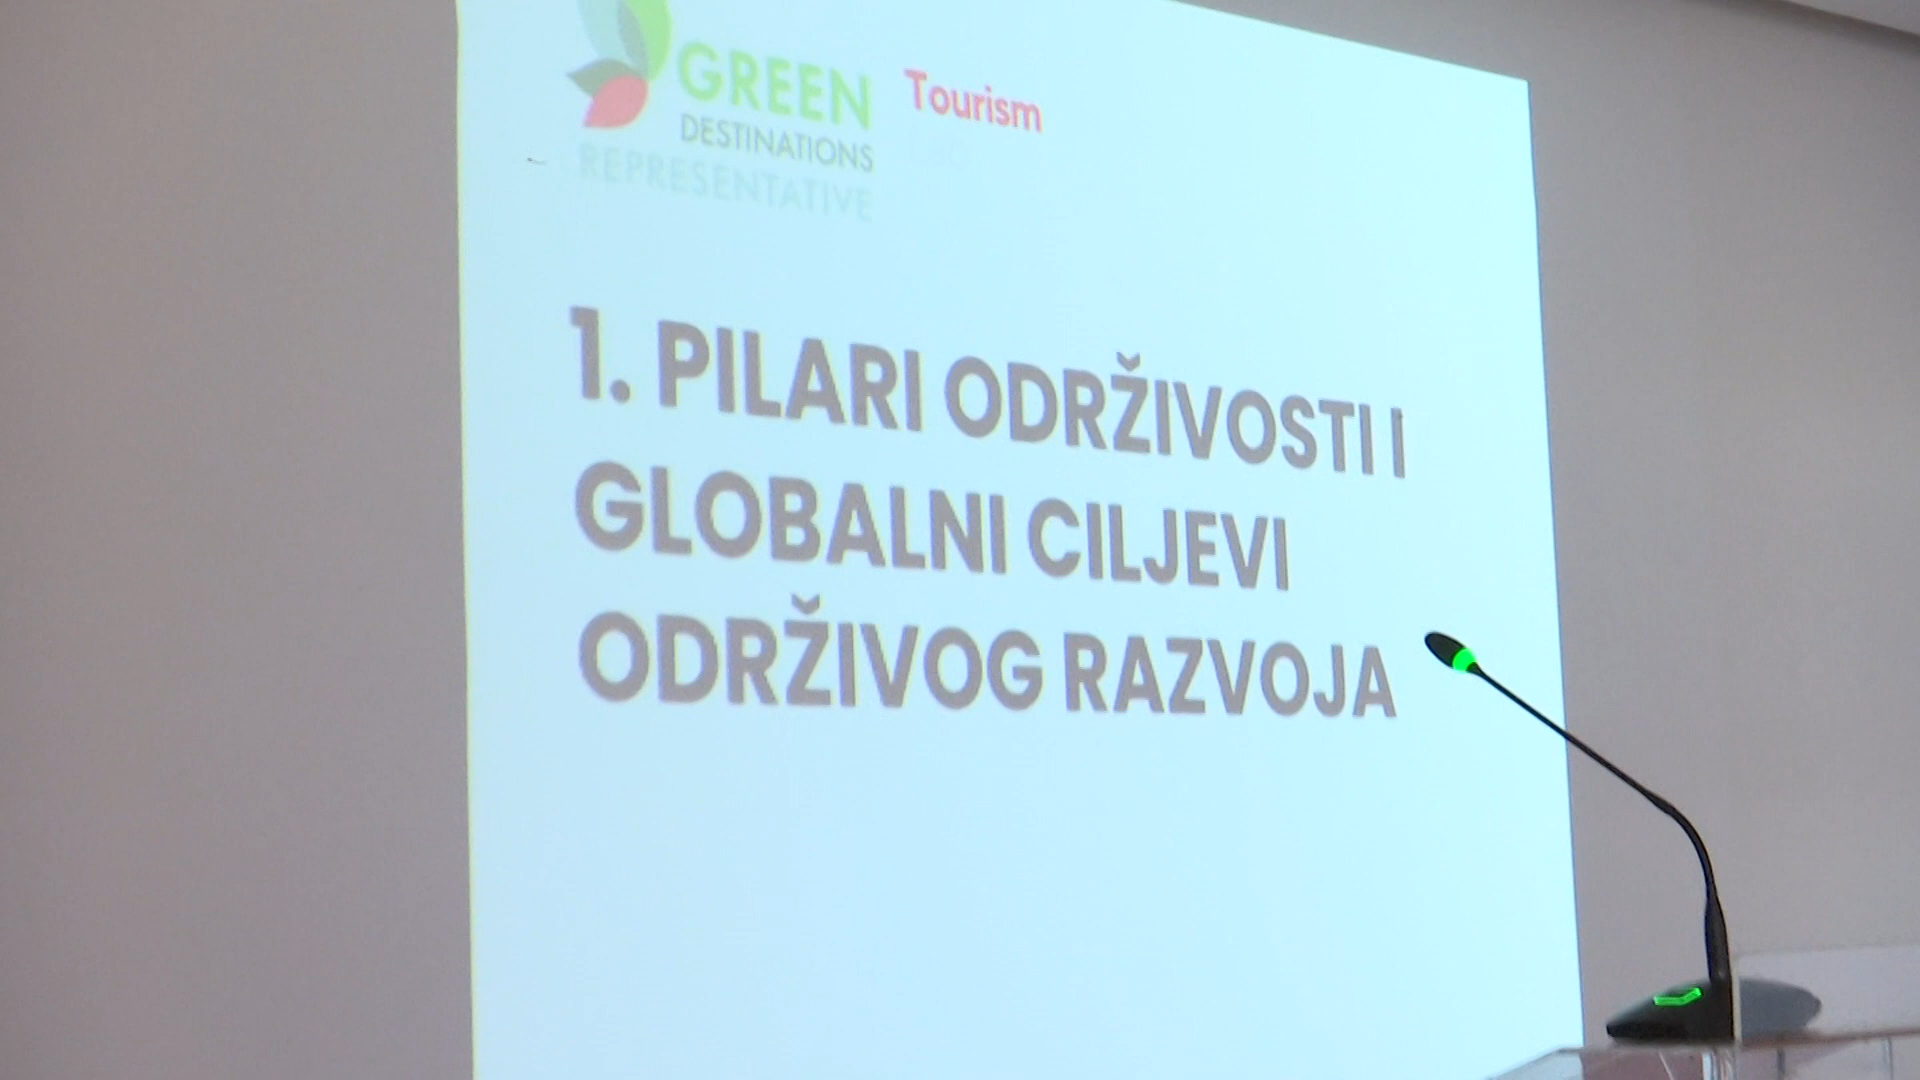 GREEN
DESTINATIONS
REPRESENTATIVE
Tourism
1. PILARI ODRŽIVOSTI I
GLOBALNI CILJEVI
ODRŽIVOG RAZVOJA